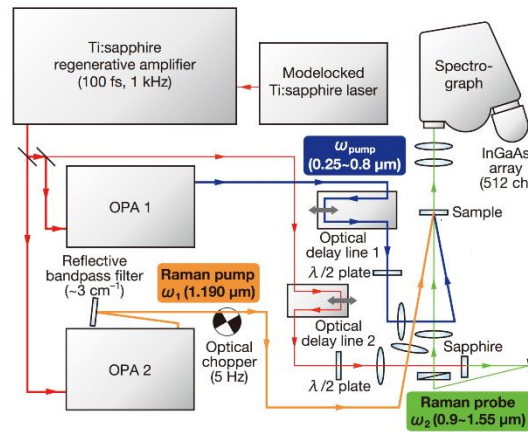 Ti:sapphire
regenerative amplifier
(100 fs, 1 kHz)
Modelocked
Ti:sapphire laser
Spectro-
graph
InGaAs
array
(512 ch)
ω_pump
(0.25~0.8 μm)
OPA 1
Sample
Optical
delay line 1
λ/2 plate
Reflective
bandpass filter
(~3 cm⁻¹)
Raman pump
ω₁ (1.190 μm)
Optical
delay line 2
Optical
chopper
(5 Hz)
OPA 2
λ/2 plate
Sapphire
Raman probe
ω₂ (0.9~1.55 μm)